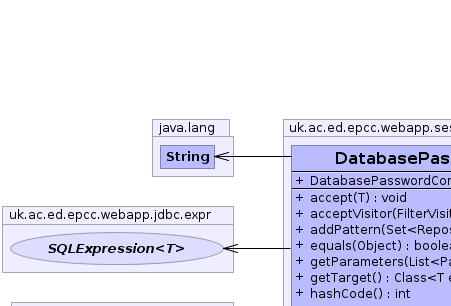 java.lang
String
uk.ac.ed.epcc.webapp.jdbc.expr
SQLExpression<T>
uk.ac.ed.epcc.webapp.ses
DatabasePas
+ DatabasePasswordCom
+ accept(T) : void
+ acceptVisitor(FilterVisit
+ addPattern(Set<Repos
+ equals(Object) : boolea
+ getParameters(List<Pa
+ getTarget() : Class<T e
+ hashCode() : int